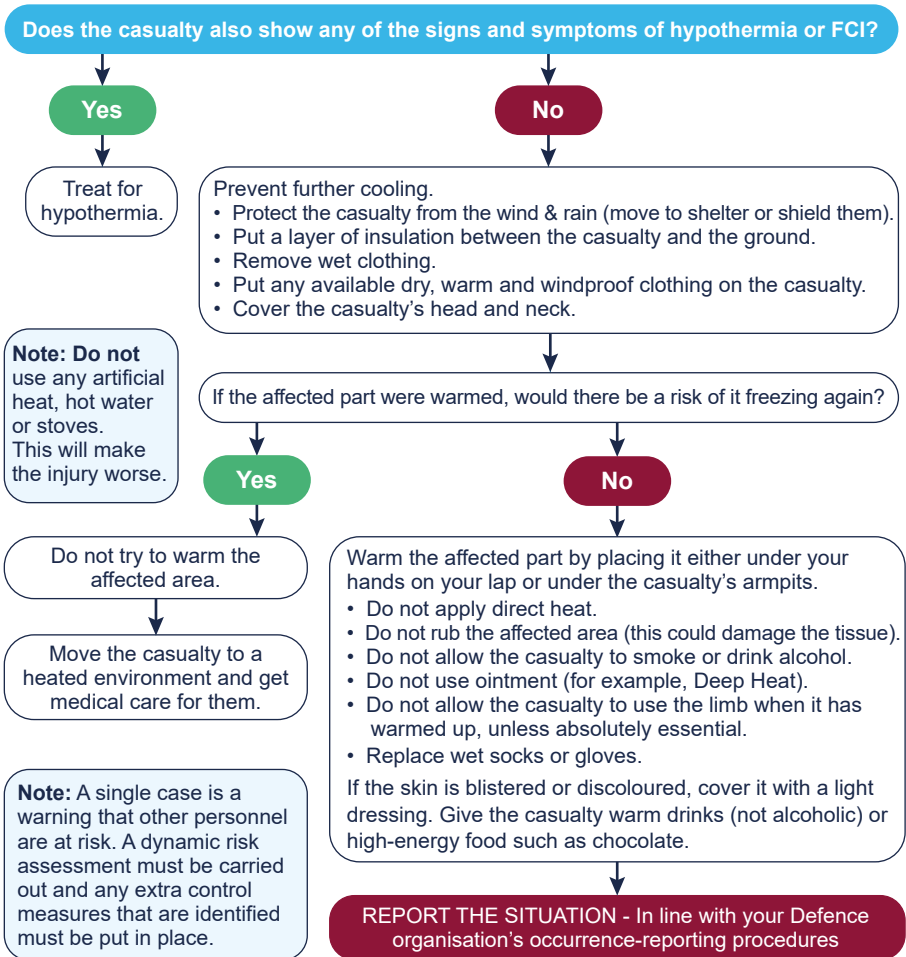 Does the casualty also show any of the signs and symptoms of hypothermia or FCI?
Yes
No
Treat for
hypothermia.
Prevent further cooling.
• Protect the casualty from the wind & rain (move to shelter or shield them).
• Put a layer of insulation between the casualty and the ground.
• Remove wet clothing.
• Put any available dry, warm and windproof clothing on the casualty.
• Cover the casualty's head and neck.
Note: Do not
use any artificial
heat, hot water
or stoves.
This will make
the injury worse.
If the affected part were warmed, would there be a risk of it freezing again?
Yes
No
Do not try to warm the
affected area.
Move the casualty to a
heated environment and get
medical care for them.
Warm the affected part by placing it either under your
hands on your lap or under the casualty's armpits.
• Do not apply direct heat.
• Do not rub the affected area (this could damage the tissue).
• Do not allow the casualty to smoke or drink alcohol.
• Do not use ointment (for example, Deep Heat).
• Do not allow the casualty to use the limb when it has
warmed up, unless absolutely essential.
• Replace wet socks or gloves.
If the skin is blistered or discoloured, cover it with a light
dressing. Give the casualty warm drinks (not alcoholic) or
high-energy food such as chocolate.
Note: A single case is a
warning that other personnel
are at risk. A dynamic risk
assessment must be carried
out and any extra control
measures that are identified
must be put in place.
REPORT THE SITUATION - In line with your Defence
organisation's occurrence-reporting procedures